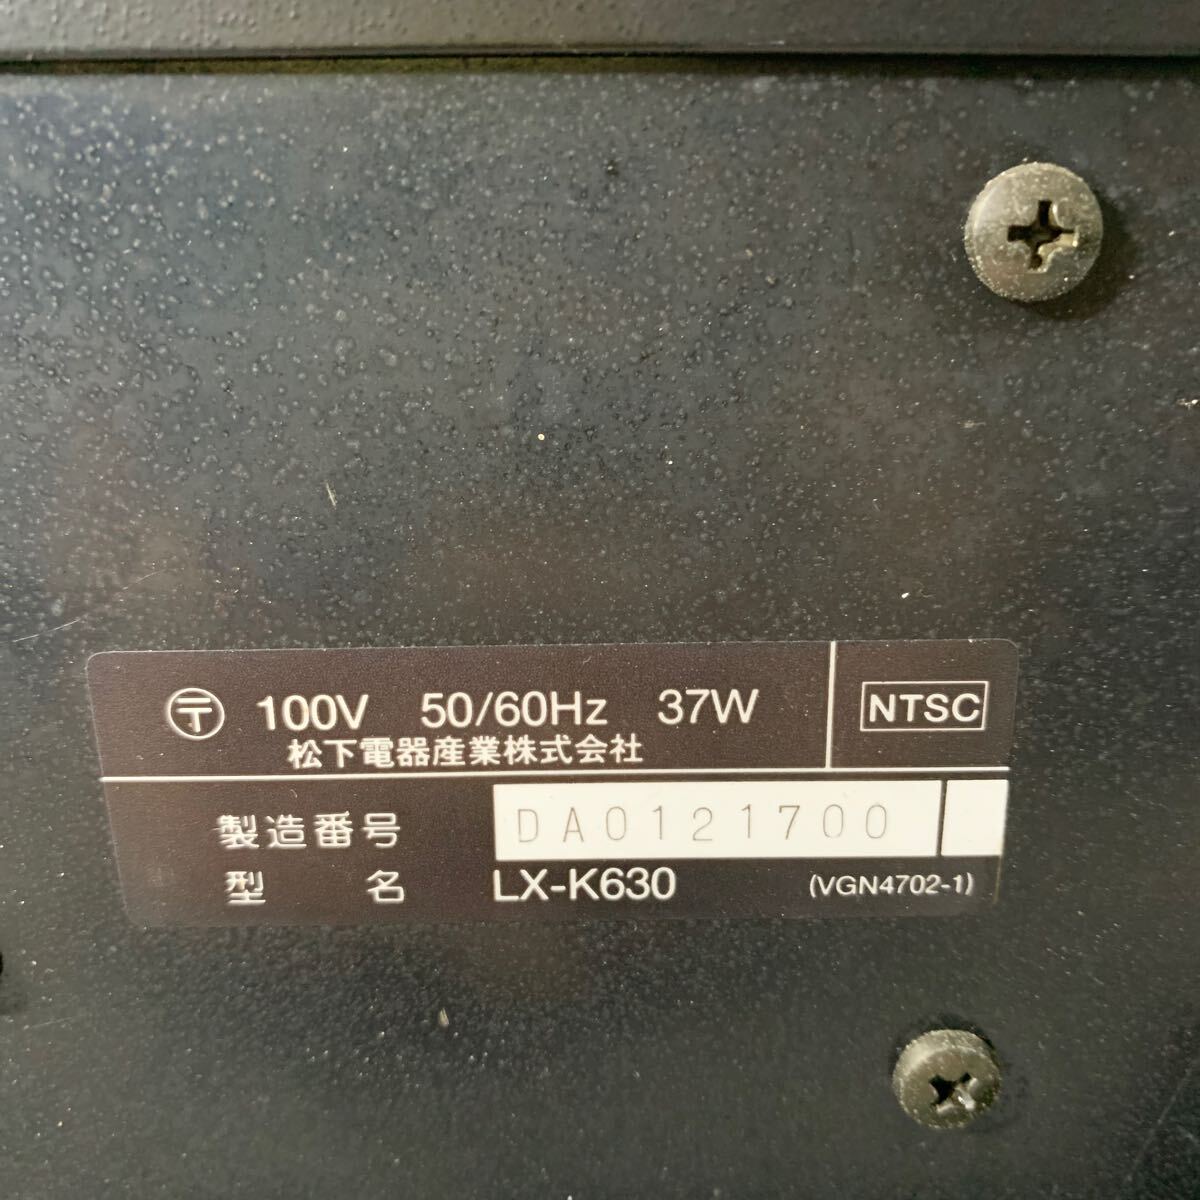 〶 100V 50/60Hz 37W NTSC
松下電器産業株式会社
製造番号 DA0121700
型名 LX-K630 (VGN4702-1)